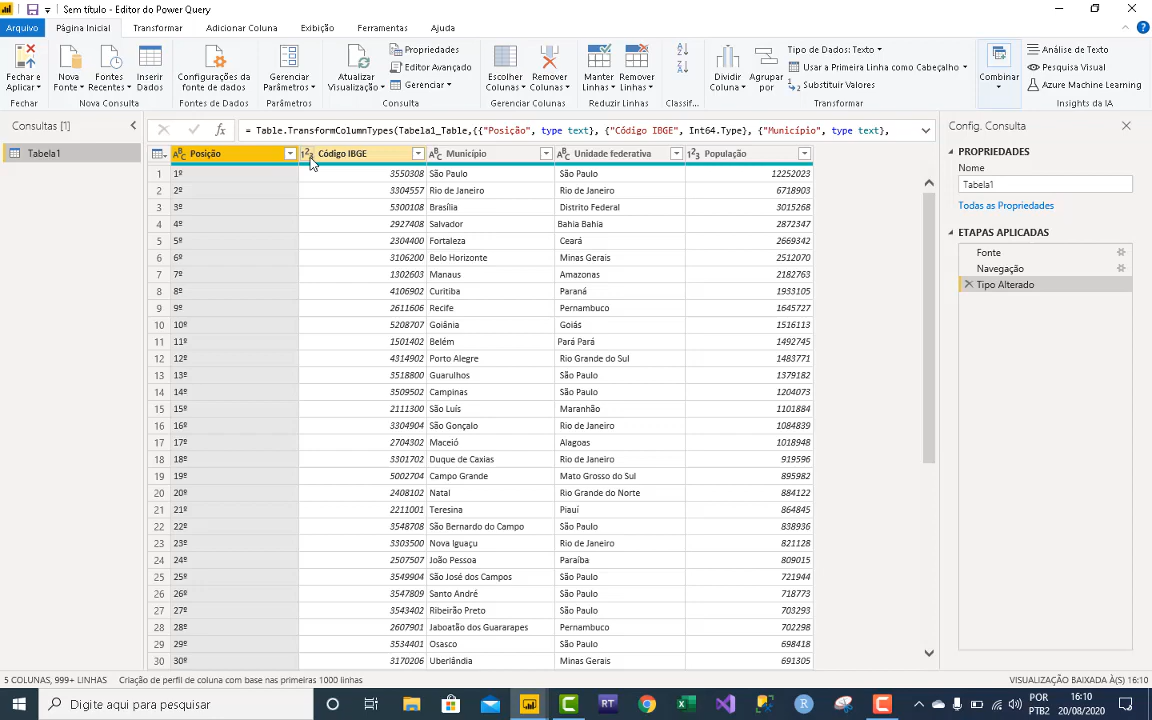 Sem título - Editor do Power Query
Arquivo Página Inicial Transformar Adicionar Coluna Exibição Ferramentas Ajuda
Fechar e Aplicar
Fechar
Nova Fonte
Fontes Recentes
Inserir Dados
Nova Consulta
Configurações da fonte de dados
Fontes de Dados
Gerenciar Parâmetros
Parâmetros
Atualizar Visualização
Propriedades
Editor Avançado
Gerenciar
Consulta
Escolher Colunas
Remover Colunas
Gerenciar Colunas
Manter Linhas
Remover Linhas
Reduzir Linhas
Classif...
Dividir Coluna
Agrupar por
Tipo de Dados: Texto
Usar a Primeira Linha como Cabeçalho
Substituir Valores
Transformar
Combinar
Análise de Texto
Pesquisa Visual
Azure Machine Learning
Insights da IA
Consultas [1]
Tabela1
= Table.TransformColumnTypes(Tabela1_Table,{{"Posição", type text}, {"Código IBGE", Int64.Type}, {"Município", type text},
Posição Código IBGE Município Unidade federativa População
1 1º 3550308 São Paulo São Paulo 12252023
2 2º 3304557 Rio de Janeiro Rio de Janeiro 6718903
3 3º 5300108 Brasília Distrito Federal 3015268
4 4º 2927408 Salvador Bahia Bahia 2872347
5 5º 2304400 Fortaleza Ceará 2669342
6 6º 3106200 Belo Horizonte Minas Gerais 2512070
7 7º 1302603 Manaus Amazonas 2182763
8 8º 4106902 Curitiba Paraná 1933105
9 9º 2611606 Recife Pernambuco 1645727
10 10º 5208707 Goiânia Goiás 1516113
11 11º 1501402 Belém Pará Pará 1492745
12 12º 4314902 Porto Alegre Rio Grande do Sul 1483771
13 13º 3518800 Guarulhos São Paulo 1379182
14 14º 3509502 Campinas São Paulo 1204073
15 15º 2111300 São Luís Maranhão 1101884
16 16º 3304904 São Gonçalo Rio de Janeiro 1084839
17 17º 2704302 Maceió Alagoas 1018948
18 18º 3301702 Duque de Caxias Rio de Janeiro 919596
19 19º 5002704 Campo Grande Mato Grosso do Sul 895982
20 20º 2408102 Natal Rio Grande do Norte 884122
21 21º 2211001 Teresina Piauí 864845
22 22º 3548708 São Bernardo do Campo São Paulo 838936
23 23º 3303500 Nova Iguaçu Rio de Janeiro 821128
24 24º 2507507 João Pessoa Paraíba 809015
25 25º 3549904 São José dos Campos São Paulo 721944
26 26º 3547809 Santo André São Paulo 718773
27 27º 3543402 Ribeirão Preto São Paulo 703293
28 28º 2607901 Jaboatão dos Guararapes Pernambuco 702298
29 29º 3534401 Osasco São Paulo 698418
30 30º 3170206 Uberlândia Minas Gerais 691305
Config. Consulta
PROPRIEDADES
Nome
Tabela1
Todas as Propriedades
ETAPAS APLICADAS
Fonte
Navegação
Tipo Alterado
5 COLUNAS, 999+ LINHAS Criação de perfil de coluna com base nas primeiras 1000 linhas VISUALIZAÇÃO BAIXADA À(S) 16:10
Digite aqui para pesquisar
RT
R
POR
PTB2
16:10
20/08/2020